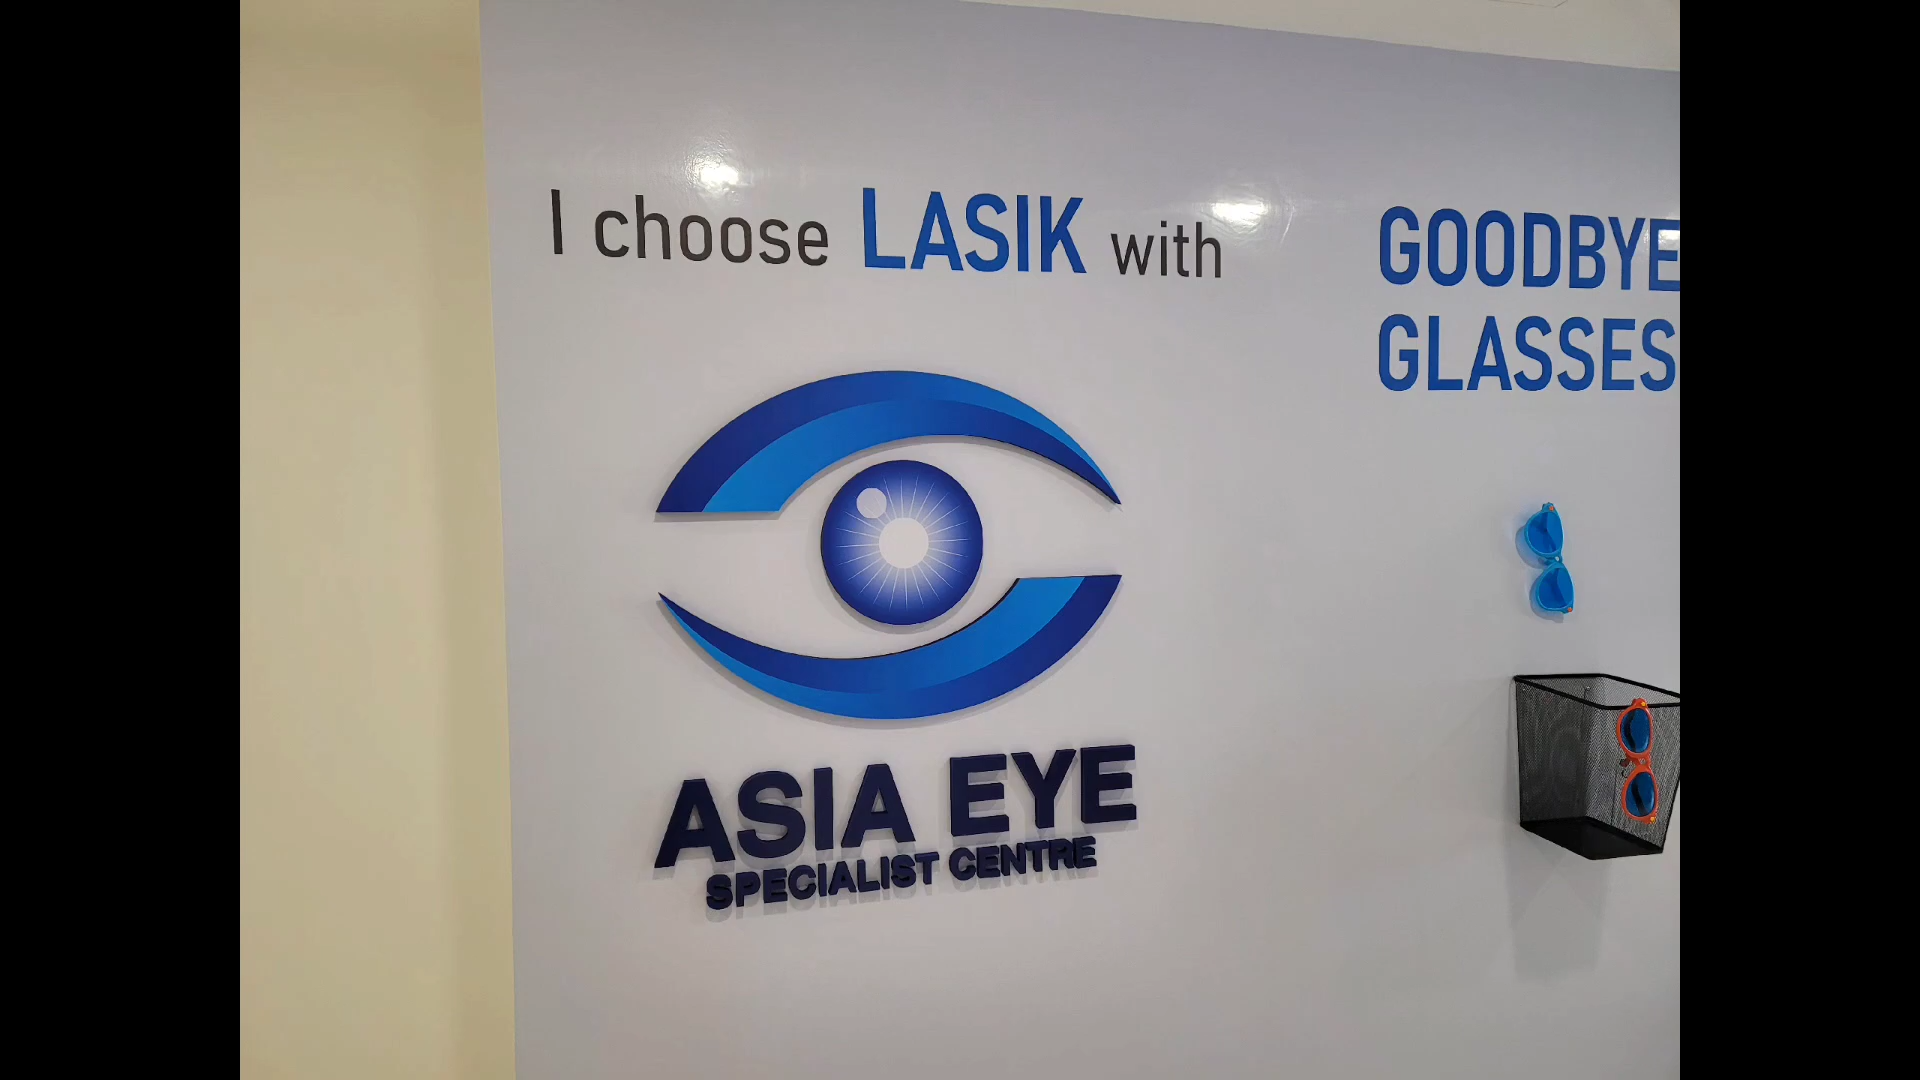 I choose LASIK with
ASIA EYE
SPECIALIST CENTRE
GOODBYE
GLASSES